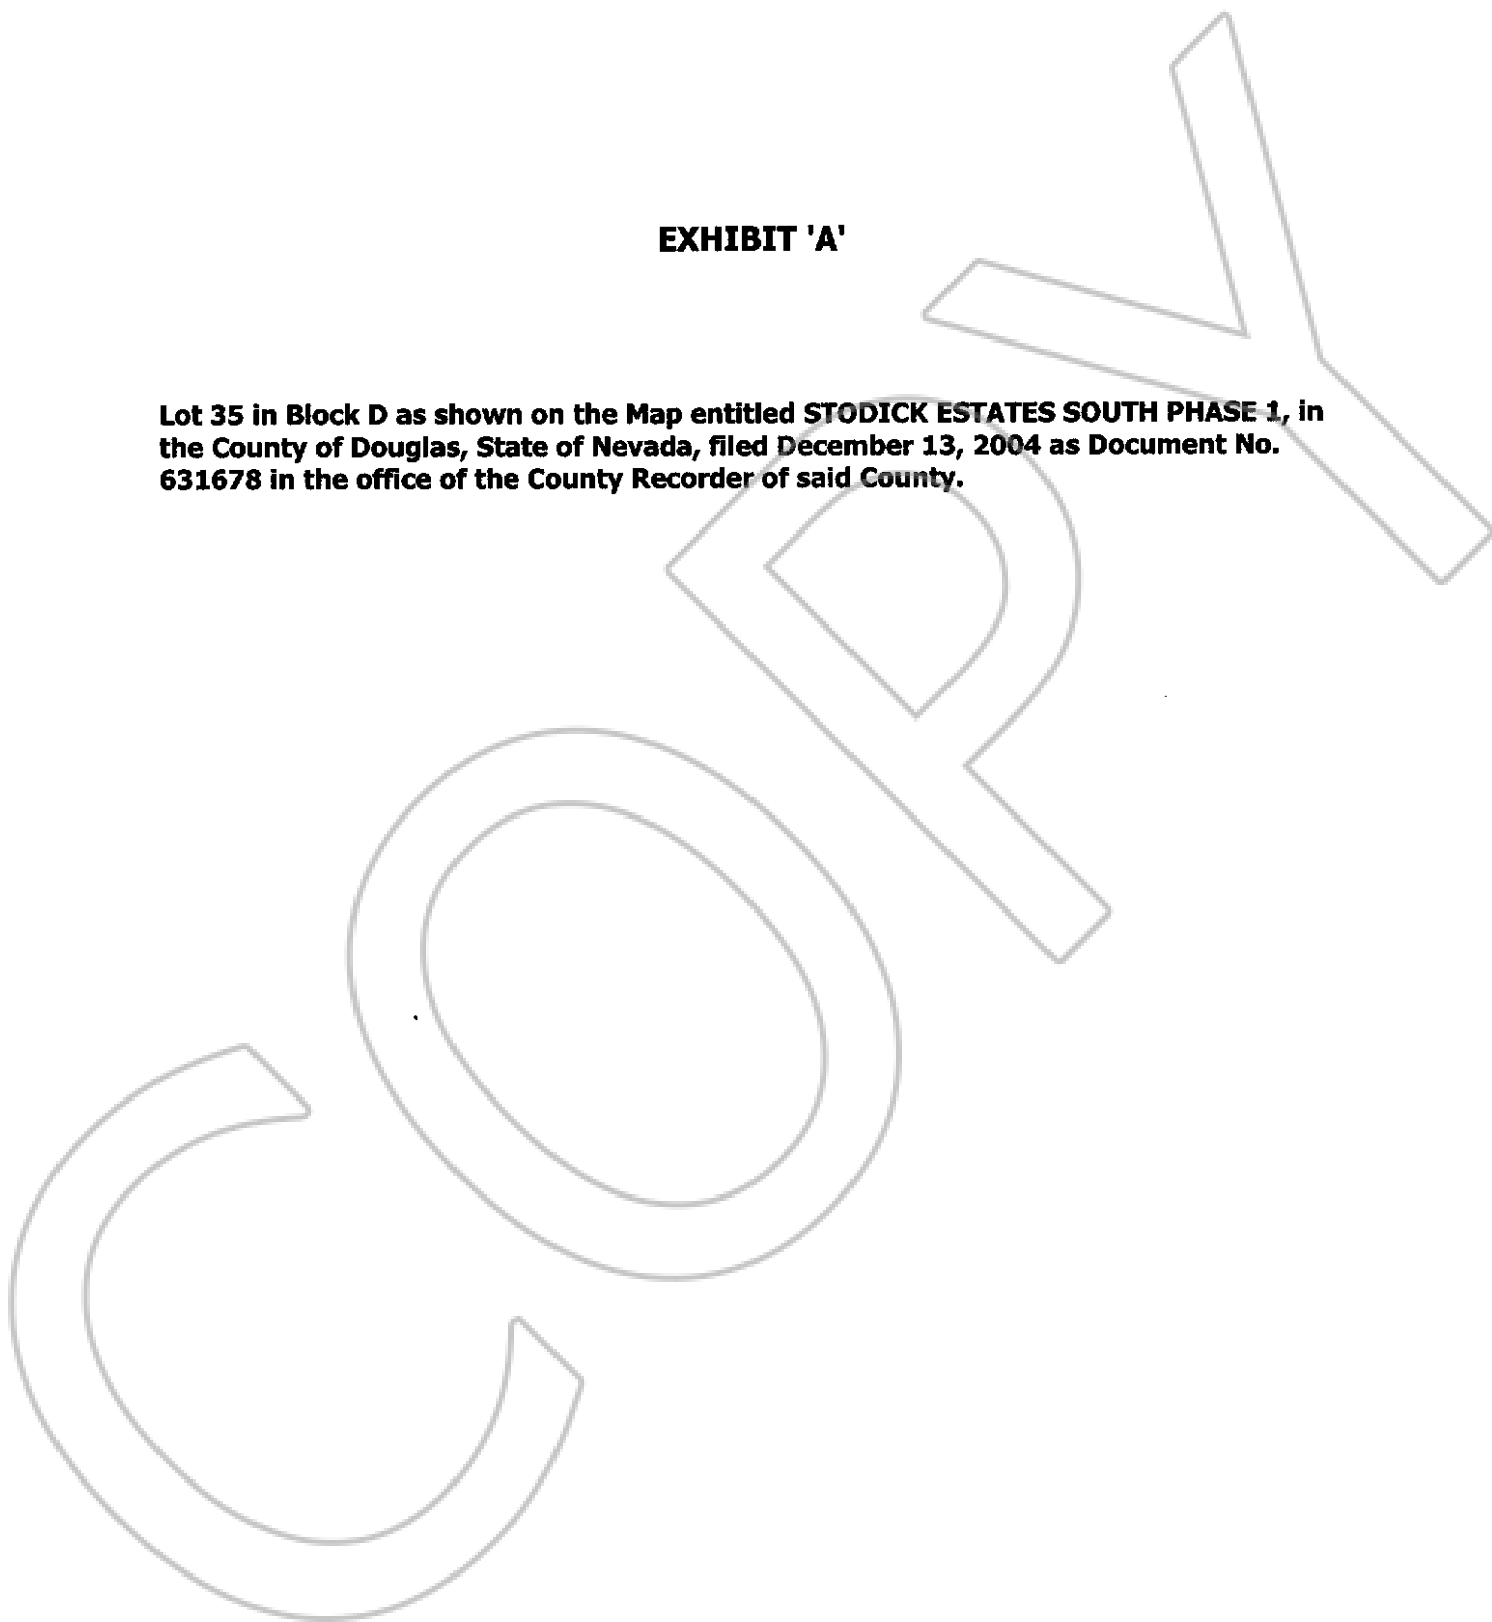 EXHIBIT 'A'
Lot 35 in Block D as shown on the Map entitled STODICK ESTATES SOUTH PHASE 1, in
the County of Douglas, State of Nevada, filed December 13, 2004 as Document No.
631678 in the office of the County Recorder of said County.
COPY